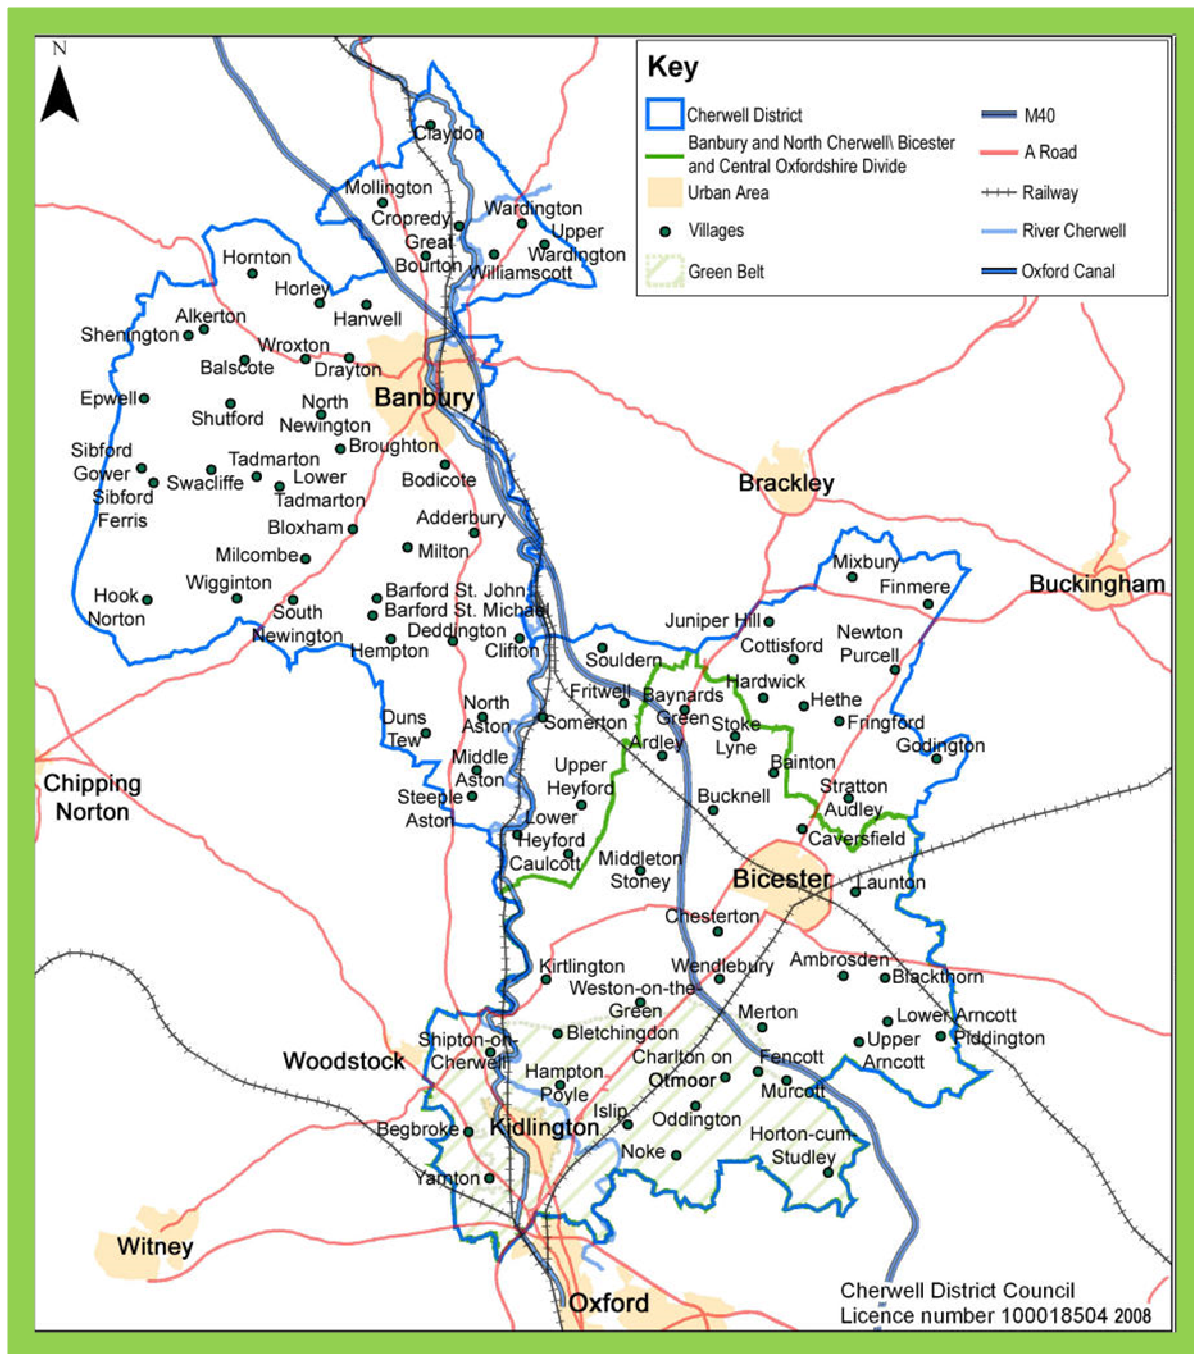 N
Key
Cherwell District
Banbury and North Cherwell\ Bicester
and Central Oxfordshire Divide
Urban Area
Villages
Green Belt
M40
A Road
Railway
River Cherwell
Oxford Canal
Claydon
Mollington
Cropredy
Wardington
Great
Bourton
Upper
Wardington
Williamscott
Hornton
Horley
Hanwell
Alkerton
Shenington
Wroxton
Balscote
Drayton
Banbury
Epwell
Shutford
North
Newington
Broughton
Sibford
Gower
Swacliffe
Tadmarton
Lower
Tadmarton
Bodicote
Sibford
Ferris
Brackley
Bloxham
Adderbury
Milton
Milcombe
Wigginton
Hook
Norton
South
Newington
Barford St. John
Barford St. Michael
Hempton
Deddington
Clifton
Mixbury
Finmere
Buckingham
Juniper Hill
Cottisford
Newton
Purcell
Souldern
Fritwell
Baynards
Green
Hardwick
Hethe
Fringford
Stoke
Lyne
Godington
Duns
Tew
North
Aston
Somerton
Ardley
Middle
Aston
Upper
Heyford
Bainton
Stratton
Audley
Steeple
Aston
Bucknell
Lower
Heyford
Caulcott
Caversfield
Chipping
Norton
Middleton
Stoney
Bicester
Launton
Chesterton
Kirtlington
Weston-on-the-
Green
Wendlebury
Ambrosden
Blackthorn
Bletchingdon
Merton
Lower Arncott
Upper
Arncott
Piddington
Woodstock
Shipton-on-
Cherwell
Hampton
Poyle
Charlton on
Otmoor
Fencott
Murcott
Islip
Oddington
Begbroke
Kidlington
Noke
Horton-cum-
Studley
Yarnton
Witney
Oxford
Cherwell District Council
Licence number 100018504 2008